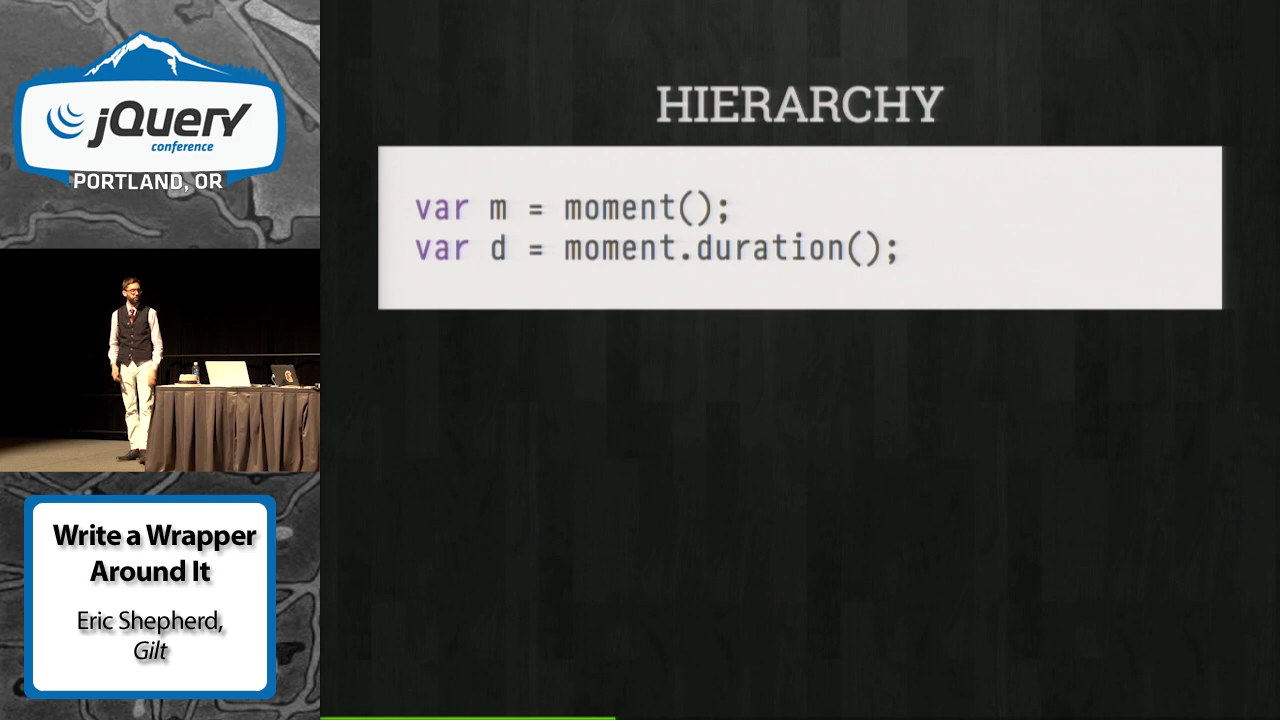 jQuery
conference
PORTLAND, OR
HIERARCHY
var m = moment();
var d = moment.duration();
Write a Wrapper
Around It
Eric Shepherd,
Gilt